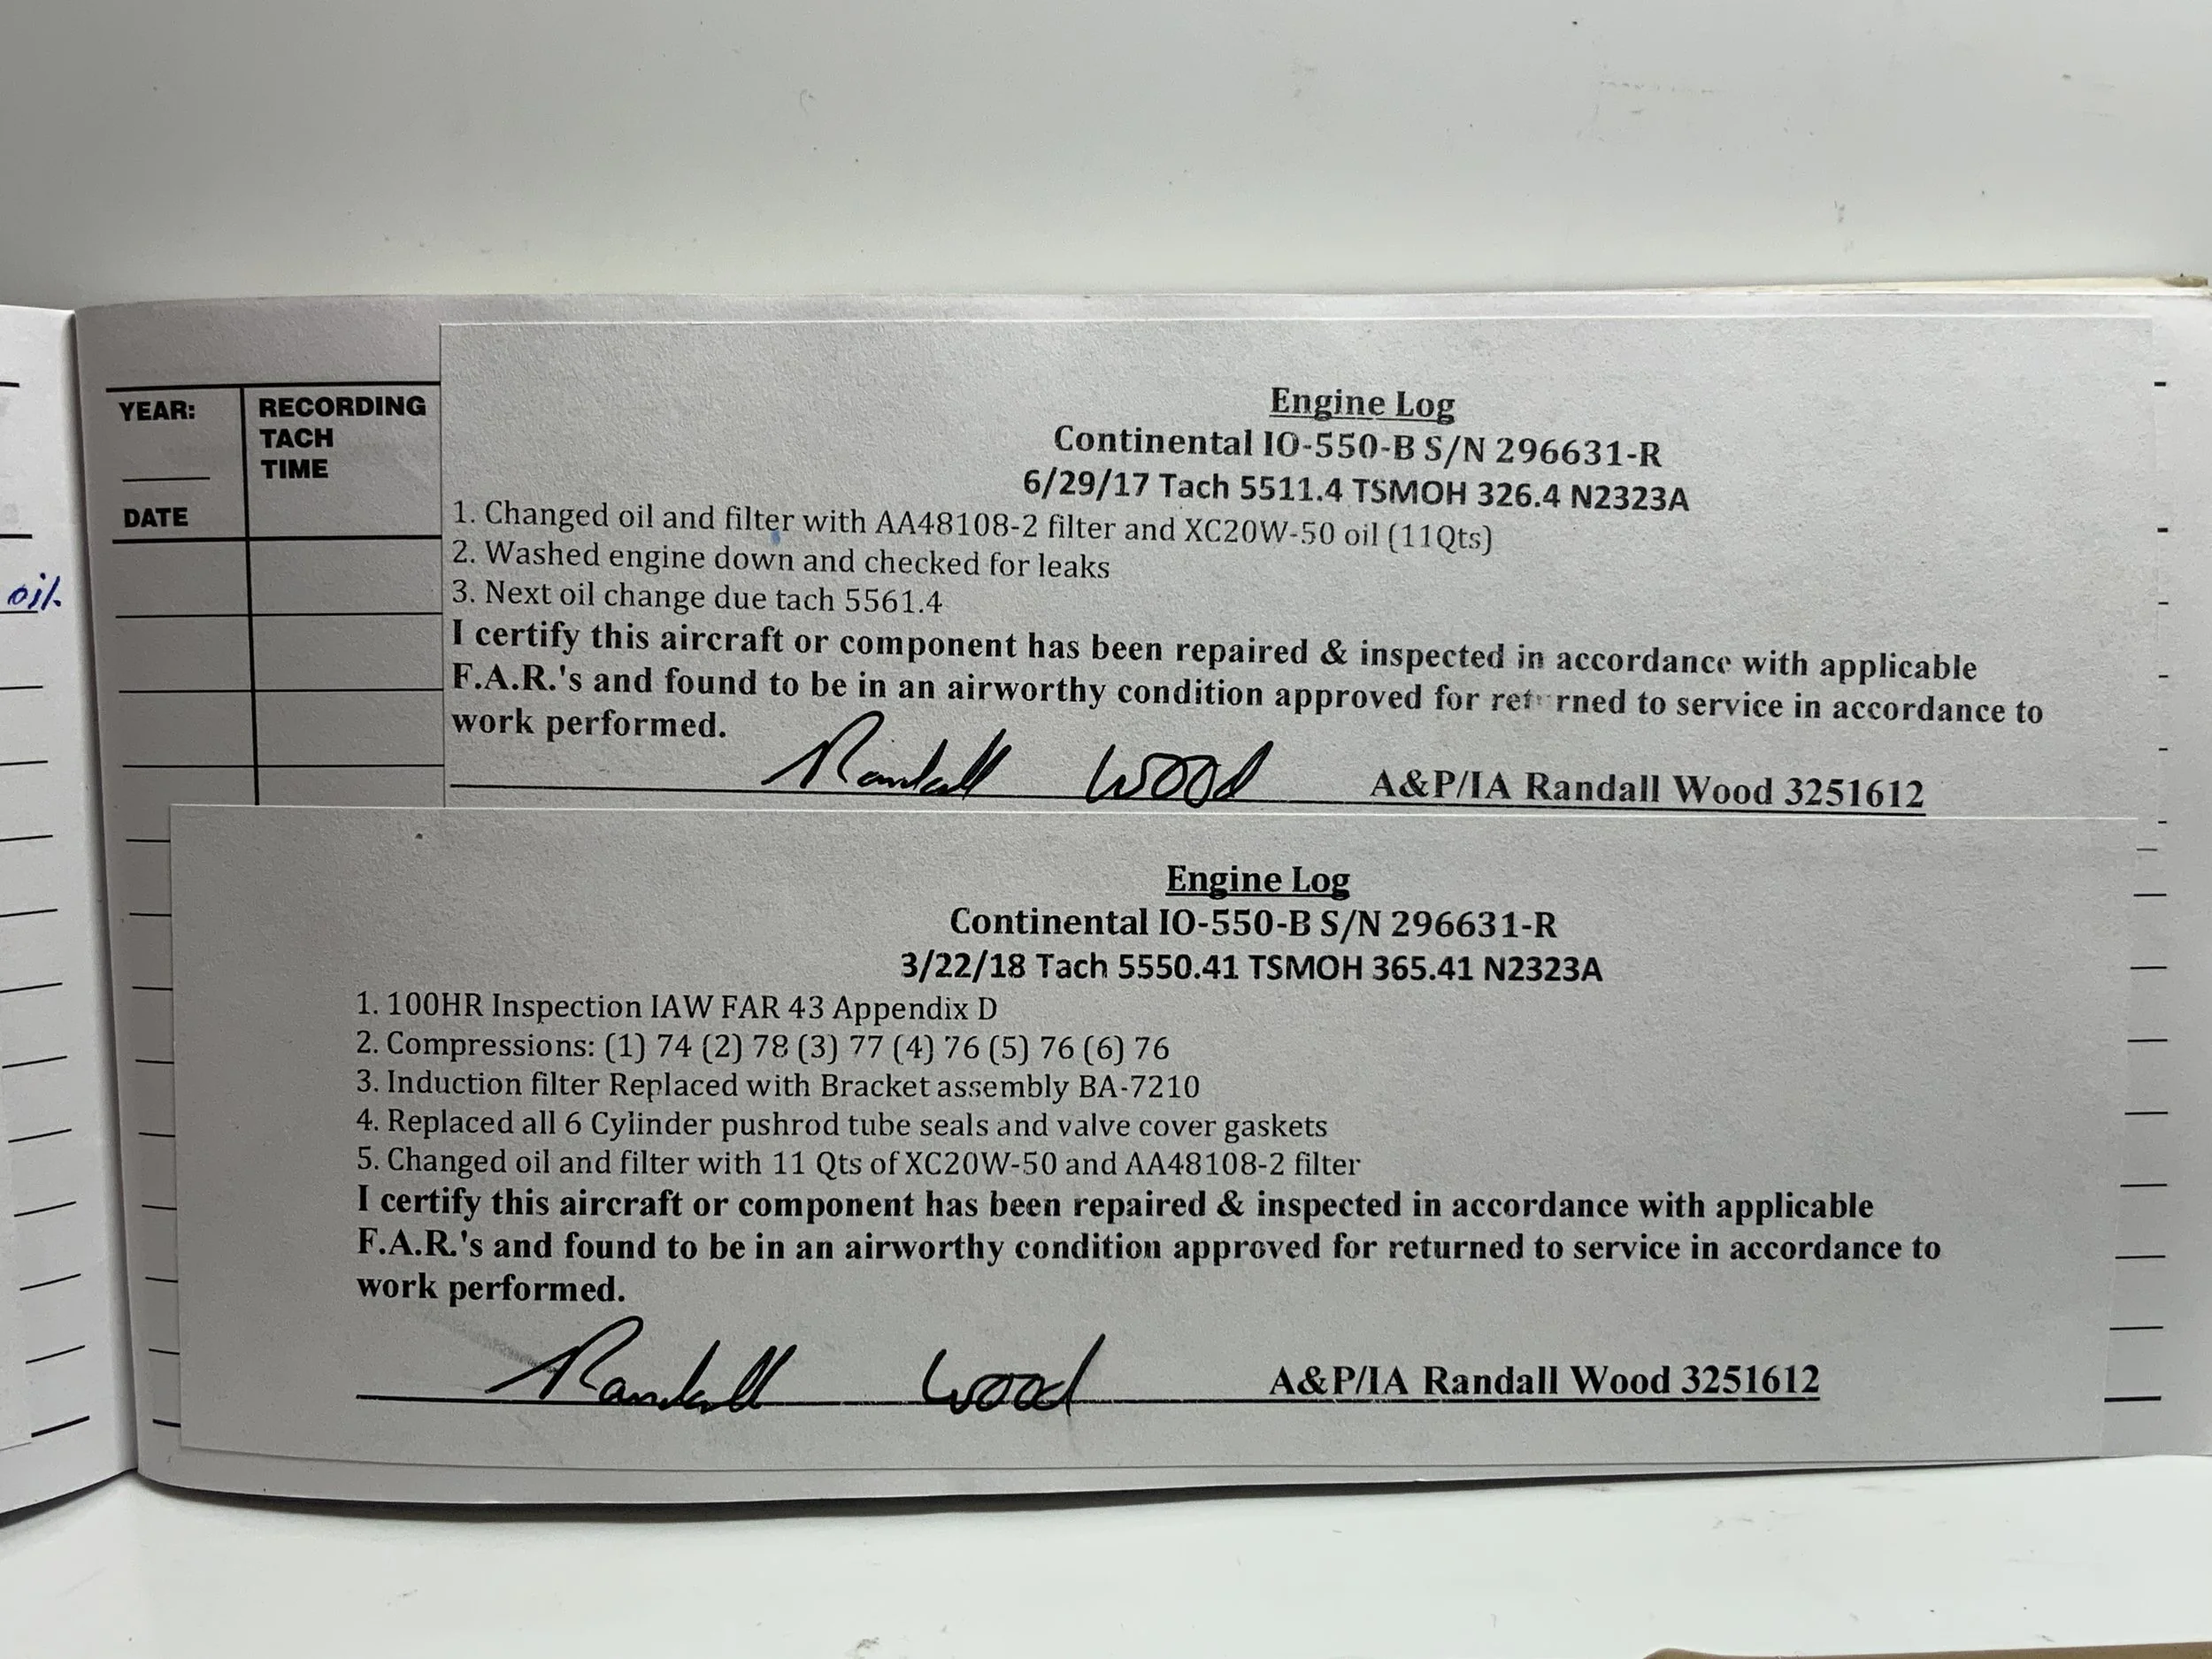 YEAR:
RECORDING
TACH
TIME
DATE
oil.
Engine Log
Continental IO-550-B S/N 296631-R
6/29/17 Tach 5511.4 TSMOH 326.4 N2323A
1. Changed oil and filter with AA48108-2 filter and XC20W-50 oil (11Qts)
2. Washed engine down and checked for leaks
3. Next oil change due tach 5561.4
I certify this aircraft or component has been repaired & inspected in accordance with applicable
F.A.R.'s and found to be in an airworthy condition approved for returned to service in accordance to
work performed.
Randall Wood A&P/IA Randall Wood 3251612
Engine Log
Continental IO-550-B S/N 296631-R
3/22/18 Tach 5550.41 TSMOH 365.41 N2323A
1. 100HR Inspection IAW FAR 43 Appendix D
2. Compressions: (1) 74 (2) 78 (3) 77 (4) 76 (5) 76 (6) 76
3. Induction filter Replaced with Bracket assembly BA-7210
4. Replaced all 6 Cylinder pushrod tube seals and valve cover gaskets
5. Changed oil and filter with 11 Qts of XC20W-50 and AA48108-2 filter
I certify this aircraft or component has been repaired & inspected in accordance with applicable
F.A.R.'s and found to be in an airworthy condition approved for returned to service in accordance to
work performed.
Randall Wood A&P/IA Randall Wood 3251612